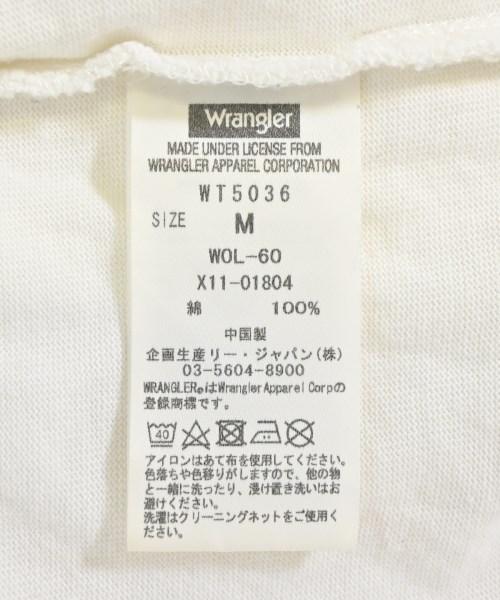 Wrangler
MADE UNDER LICENSE FROM
WRANGLER APPAREL CORPORATION
WT5036
SIZE M
WOL-60
X11-01804
綿 100%
中国製
企画生産リー・ジャパン(株)
03-5604-8900
WRANGLER®はWrangler Apparel Corpの
登録商標です。
40
アイロンはあて布を使用してください。
色落ちや色移りがしますので、他の物
と一緒に洗ったり、浸け置き洗いはお
避けください。
洗濯はクリーニングネットをご使用く
ださい。